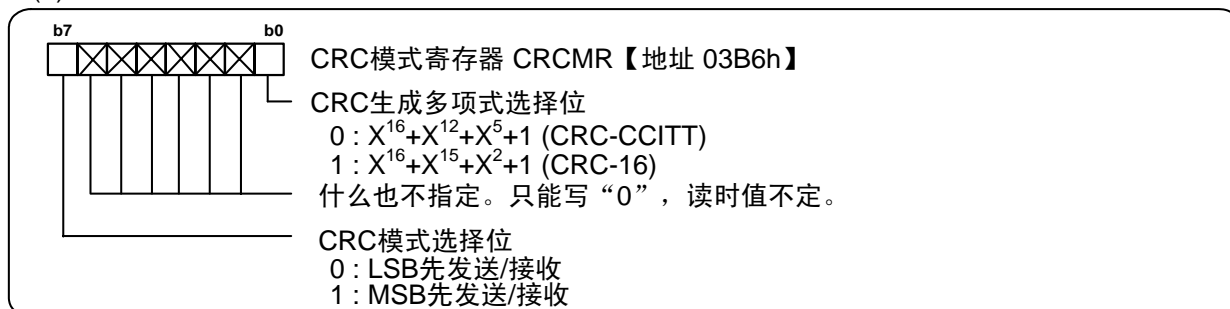 b7 b0
CRC模式寄存器 CRCMR【地址 03B6h】
CRC生成多项式选择位
0 : X16+X12+X5+1 (CRC-CCITT)
1 : X16+X15+X2+1 (CRC-16)
什么也不指定。只能写“0”，读时值不定。
CRC模式选择位
0 : LSB先发送/接收
1 : MSB先发送/接收